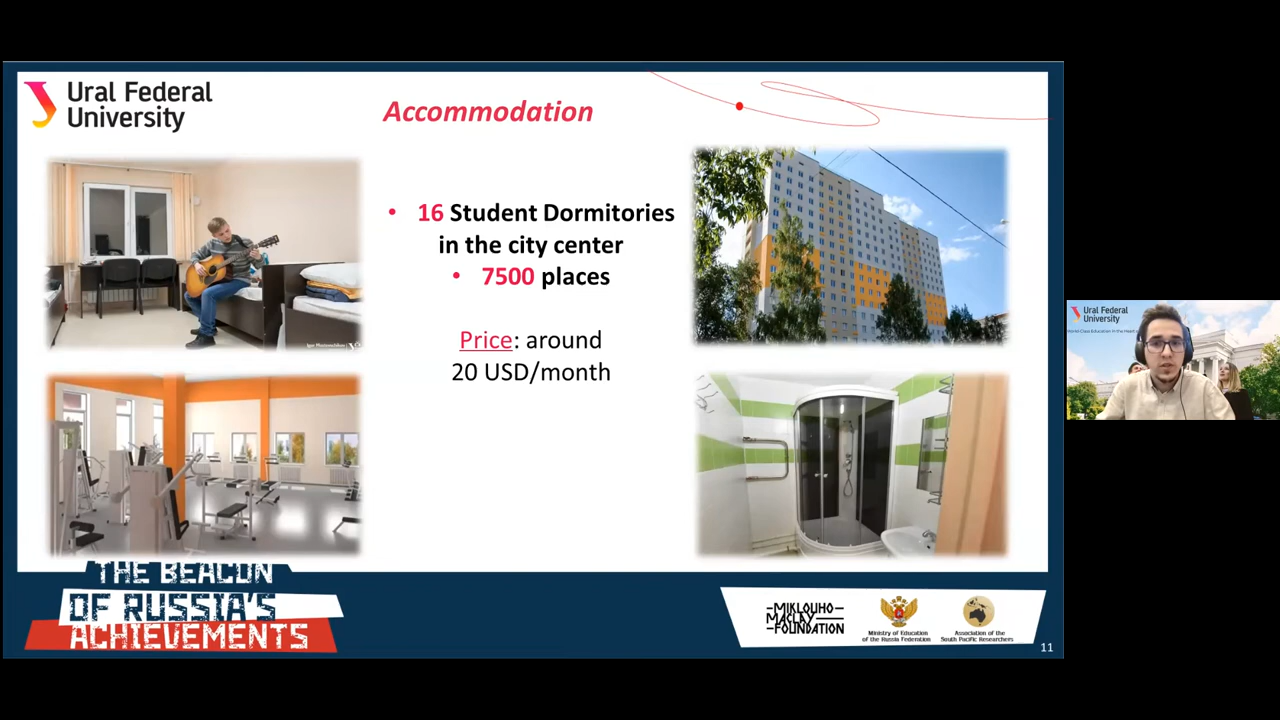 Ural Federal
University
Accommodation
• 16 Student Dormitories
in the city center
• 7500 places
Price: around
20 USD/month
THE BEACON
OF RUSSIA'S
ACHIEVEMENTS
–MIKLOUHO
MACLAY–
–FOUNDATION
Ministry of Education
of the Russia Federation
Association of the
South Pacific Researchers
11
Ural Federal
University